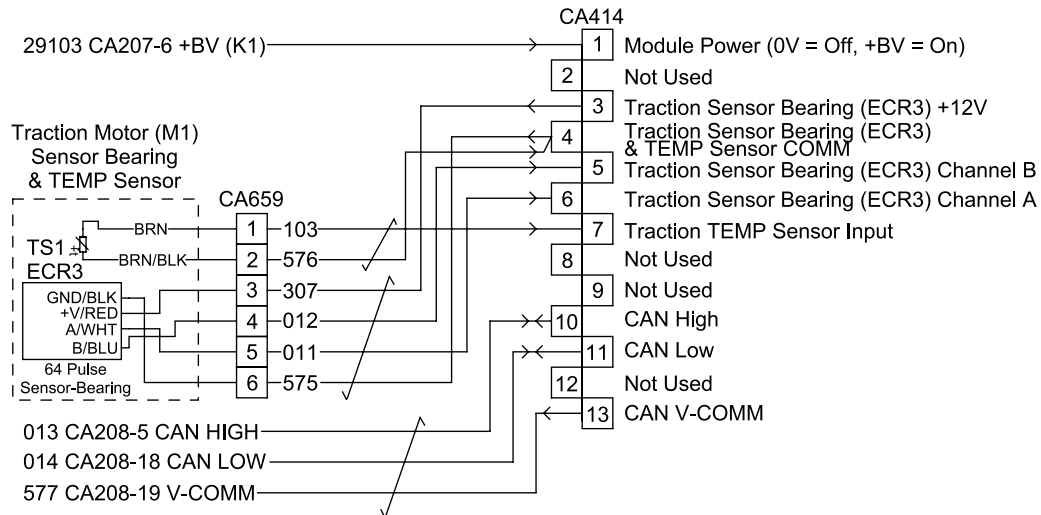 CA414
29103 CA207-6 +BV (K1)
1 Module Power (0V = Off, +BV = On)
2 Not Used
3 Traction Sensor Bearing (ECR3) +12V
4 Traction Sensor Bearing (ECR3)
& TEMP Sensor COMM
5 Traction Sensor Bearing (ECR3) Channel B
6 Traction Sensor Bearing (ECR3) Channel A
7 Traction TEMP Sensor Input
8 Not Used
9 Not Used
10 CAN High
11 CAN Low
12 Not Used
13 CAN V-COMM
Traction Motor (M1)
Sensor Bearing
& TEMP Sensor
CA659
TS1
BRN 1 103
BRN/BLK 2 576
ECR3
3 307
4 012
5 011
6 575
GND/BLK
+V/RED
A/WHT
B/BLU
64 Pulse
Sensor-Bearing
013 CA208-5 CAN HIGH
014 CA208-18 CAN LOW
577 CA208-19 V-COMM